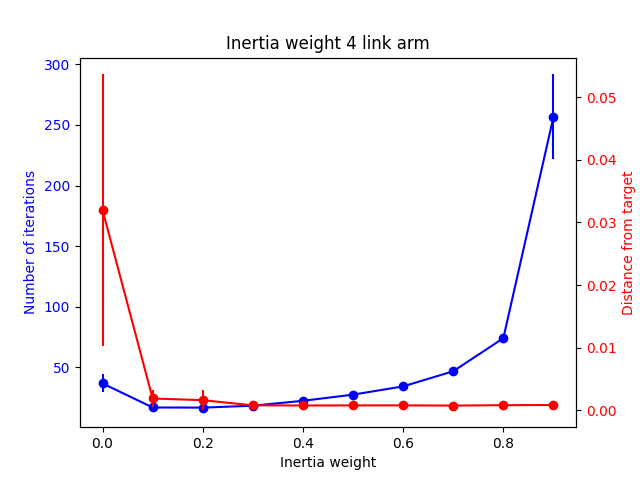 Inertia weight 4 link arm
Number of iterations
300
250
200
150
100
50
0.05
0.04
0.03
0.02
0.01
0.00
Distance from target
0.0 0.2 0.4 0.6 0.8
Inertia weight